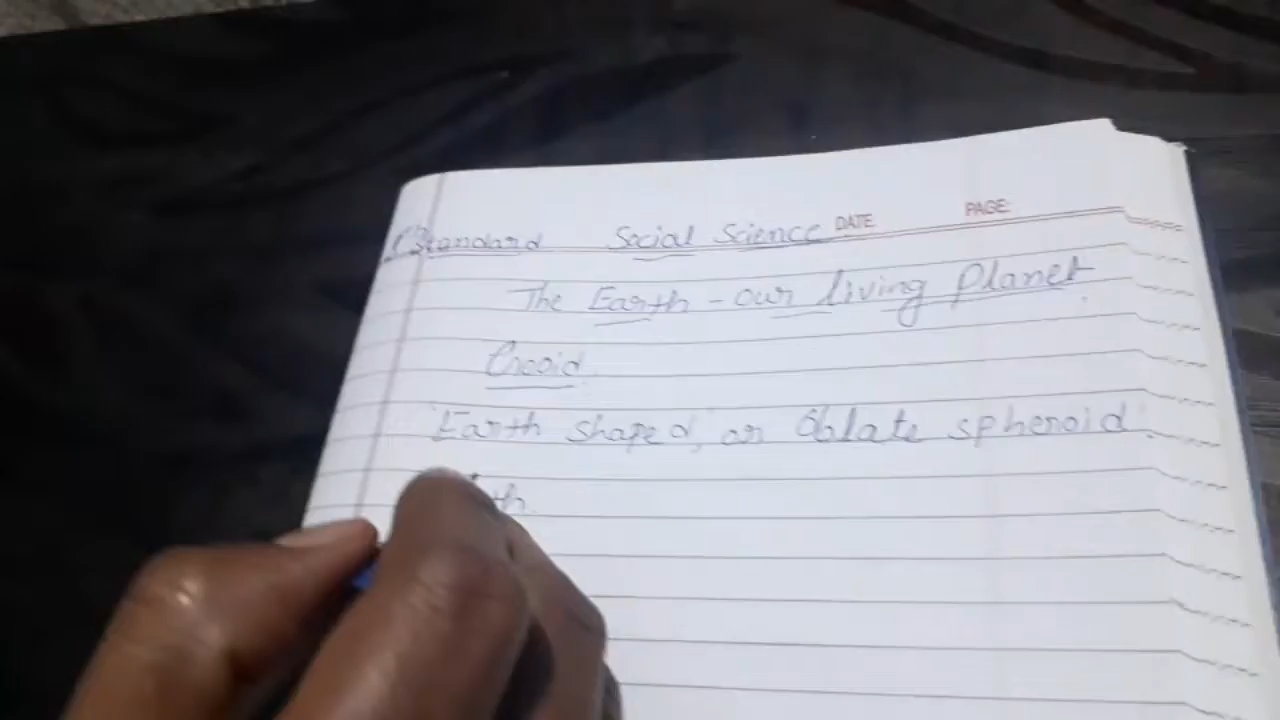 Standard Social Science DATE PAGE:
The Earth - our living Planet
Geoid
Earth shaped, or Oblate spheroid